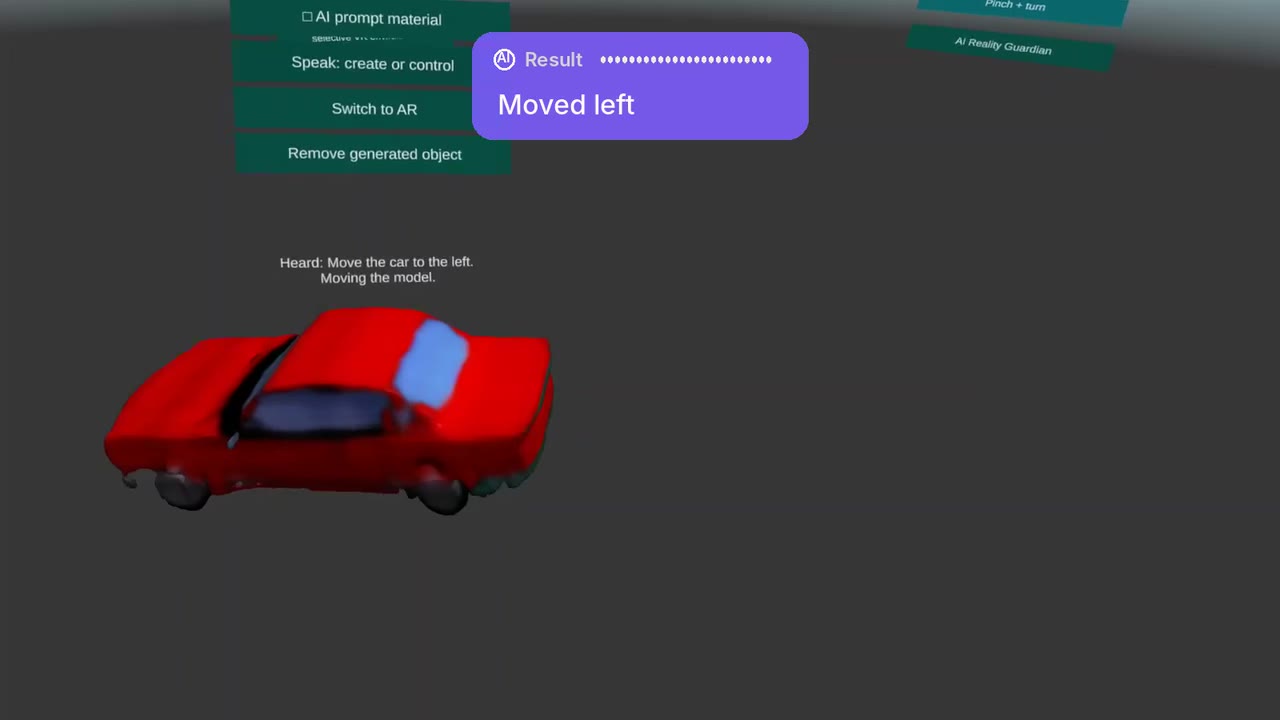 □ AI prompt material
Speak: create or control
Switch to AR
Remove generated object
AI Result
Moved left
Pinch + turn
AI Reality Guardian
Heard: Move the car to the left.
Moving the model.